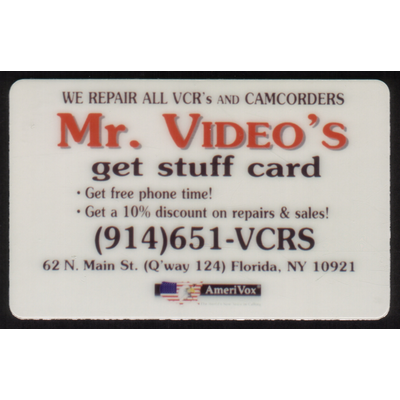 WE REPAIR ALL VCR's AND CAMCORDERS
MR. VIDEO'S
get stuff card
· Get free phone time!
· Get a 10% discount on repairs & sales!
(914)651-VCRS
62 N. Main St. (Q'way 124) Florida, NY 10921
AmeriVox